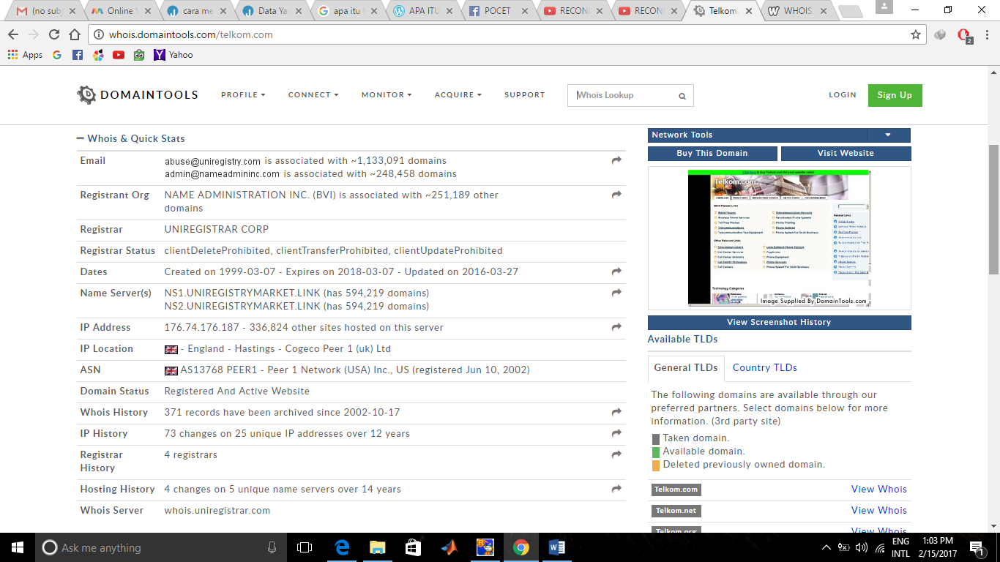 (no sub
Online
cara me
Data Ya
apa itu
APA ITU
POCET
RECON
RECON
Telkom.
WHOIS
whois.domaintools.com/telkom.com
2
Apps
Yahoo
DOMAINTOOLS
PROFILE
CONNECT
MONITOR
ACQUIRE
SUPPORT
Whois Lookup
LOGIN
Sign Up
Whois & Quick Stats
Email
abuse@uniregistry.com is associated with ~1,133,091 domains
admin@nameadmininc.com is associated with ~248,458 domains
Registrant Org
NAME ADMINISTRATION INC. (BVI) is associated with ~251,189 other
domains
Registrar
UNIREGISTRAR CORP
Registrar Status
clientDeleteProhibited, clientTransferProhibited, clientUpdateProhibited
Dates
Created on 1999-03-07 - Expires on 2018-03-07 - Updated on 2016-03-27
Name Server(s)
NS1.UNIREGISTRYMARKET.LINK (has 594,219 domains)
NS2.UNIREGISTRYMARKET.LINK (has 594,219 domains)
IP Address
176.74.176.187 - 336,824 other sites hosted on this server
IP Location
- England - Hastings - Cogeco Peer 1 (uk) Ltd
ASN
AS13768 PEER1 - Peer 1 Network (USA) Inc., US (registered Jun 10, 2002)
Domain Status
Registered And Active Website
Whois History
371 records have been archived since 2002-10-17
IP History
73 changes on 25 unique IP addresses over 12 years
Registrar
History
4 registrars
Hosting History
4 changes on 5 unique name servers over 14 years
Whois Server
whois.uniregistrar.com
Network Tools
Buy This Domain
Visit Website
Telkom.com
Image Supplied By DomainTools.com
View Screenshot History
Available TLDs
General TLDs
Country TLDs
The following domains are available through our
preferred partners. Select domains below for more
information. (3rd party site)
Taken domain.
Available domain.
Deleted previously owned domain.
Telkom.com
View Whois
Telkom.net
View Whois
Telkom.org
View Whois
Ask me anything
ENG
INTL
1:03 PM
2/15/2017
1